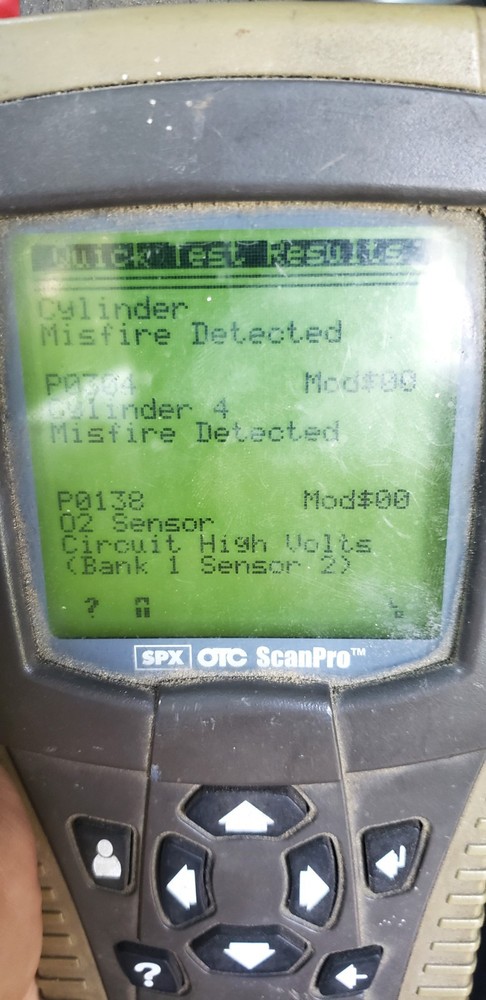 Quick Test Results
Cylinder
Misfire Detected
P0304 Mod$00
Cylinder 4
Misfire Detected
P0138 Mod$00
O2 Sensor
Circuit High Volts
(Bank 1 Sensor 2)
?
SPX OTC ScanPro™
?